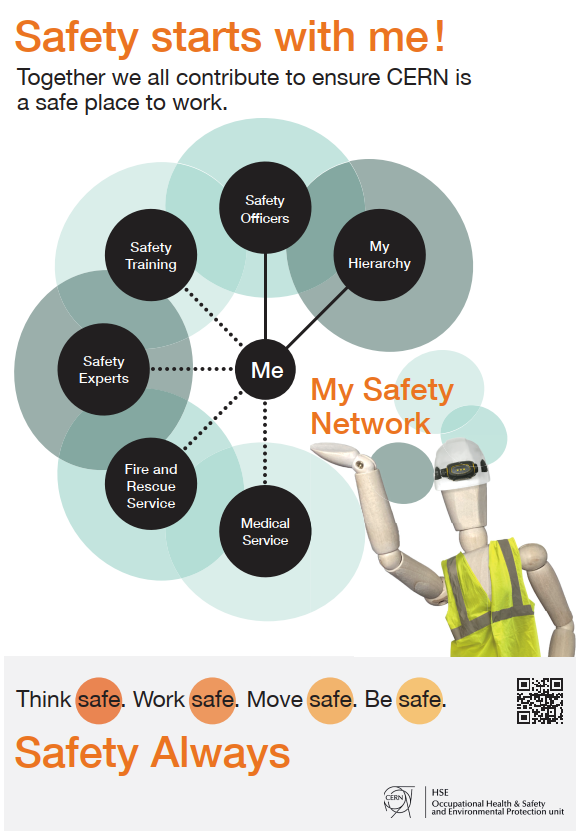 Safety starts with me!
Together we all contribute to ensure CERN is
a safe place to work.
Safety
Officers
My
Hierarchy
Safety
Training
Safety
Experts
Me
My Safety
Network
Fire and
Rescue
Service
Medical
Service
Think safe. Work safe. Move safe. Be safe.
Safety Always
CERN
HSE
Occupational Health & Safety
and Environmental Protection unit